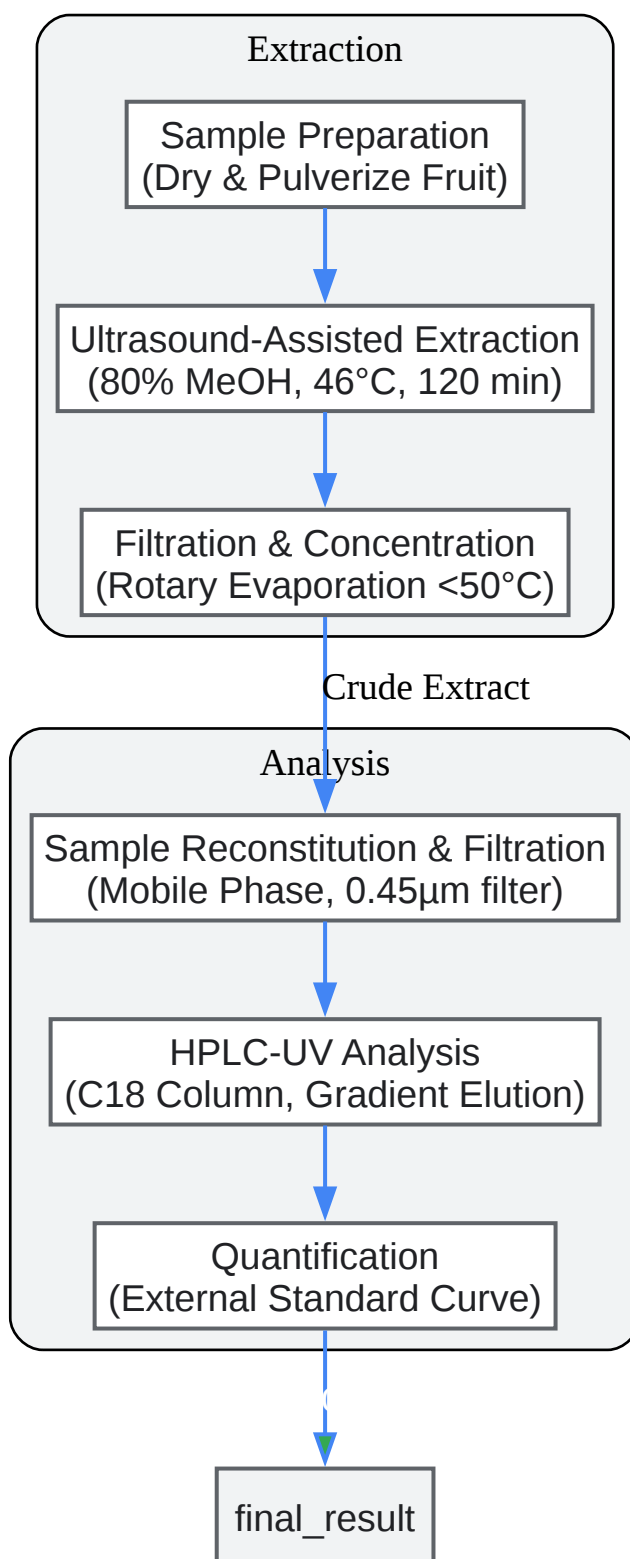 Extraction
Sample Preparation
(Dry & Pulverize Fruit)
Ultrasound-Assisted Extraction
(80% MeOH, 46°C, 120 min)
Filtration & Concentration
(Rotary Evaporation <50°C)
Crude Extract
Analysis
Sample Reconstitution & Filtration
(Mobile Phase, 0.45µm filter)
HPLC-UV Analysis
(C18 Column, Gradient Elution)
Quantification
(External Standard Curve)
final_result